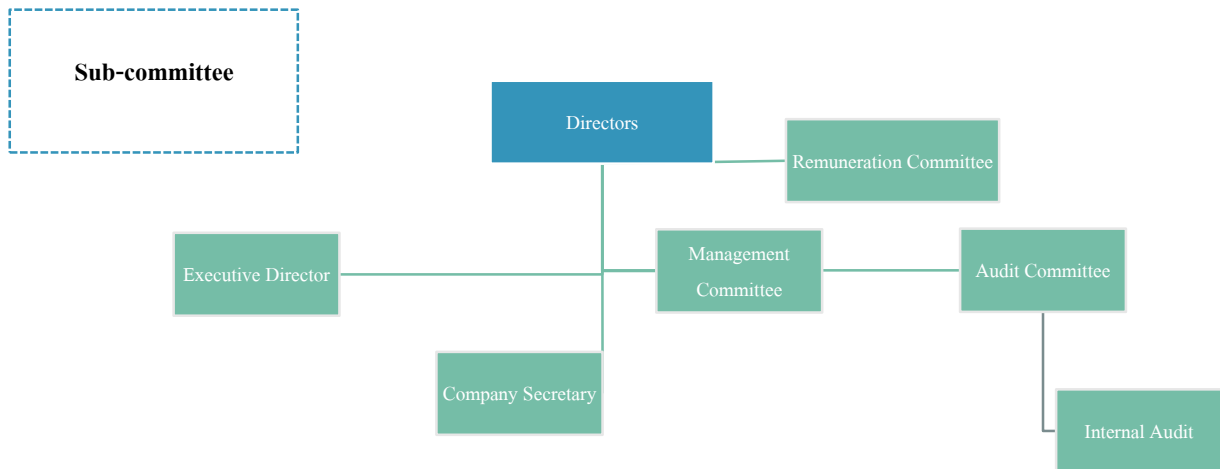 Sub-committee
Directors
Remuneration Committee
Executive Director
Management
Committee
Audit Committee
Company Secretary
Internal Audit